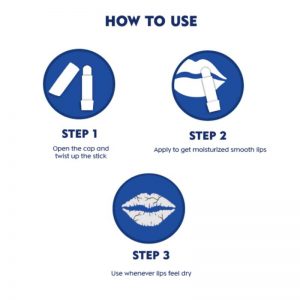 HOW TO USE
STEP 1
Open the cap and
twist up the stick
STEP 2
Apply to get moisturized smooth lips
STEP 3
Use whenever lips feel dry